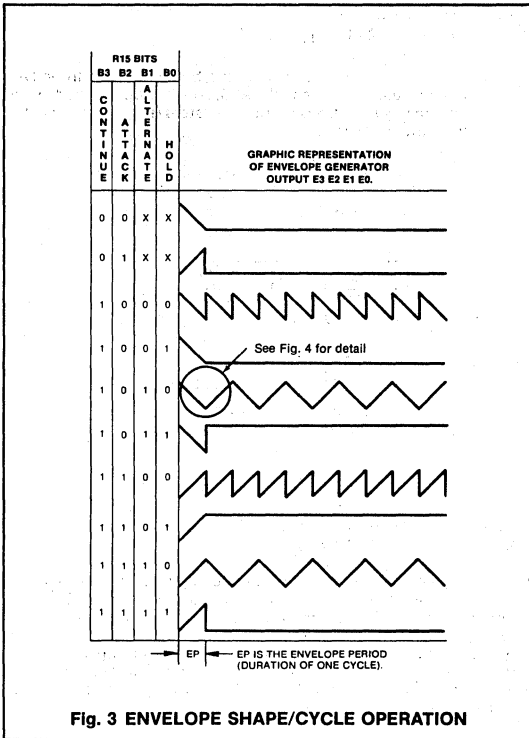 R15 BITS
B3 B2 B1 B0
CONTINUE
ATTACK
ALTERNATE
HOLD
GRAPHIC REPRESENTATION
OF ENVELOPE GENERATOR
OUTPUT E3 E2 E1 E0.
0 0 X X
0 1 X X
1 0 0 0
1 0 0 1
See Fig. 4 for detail
1 0 1 0
1 0 1 1
1 1 0 0
1 1 0 1
1 1 1 0
1 1 1 1
EP
EP IS THE ENVELOPE PERIOD
(DURATION OF ONE CYCLE).
Fig. 3 ENVELOPE SHAPE/CYCLE OPERATION